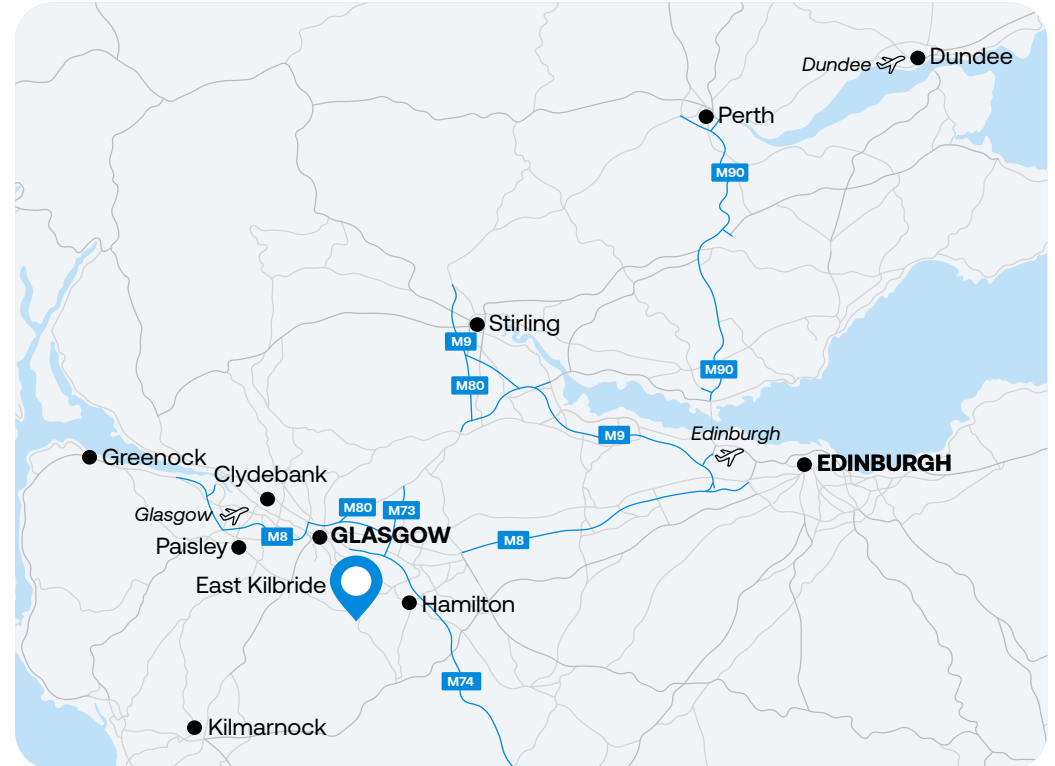 Dundee
Dundee
Perth
M90
Stirling
M9
M90
M80
M9
Edinburgh
Greenock
EDINBURGH
Clydebank
M80
M73
Glasgow
M8
GLASGOW
M8
Paisley
East Kilbride
Hamilton
M74
Kilmarnock